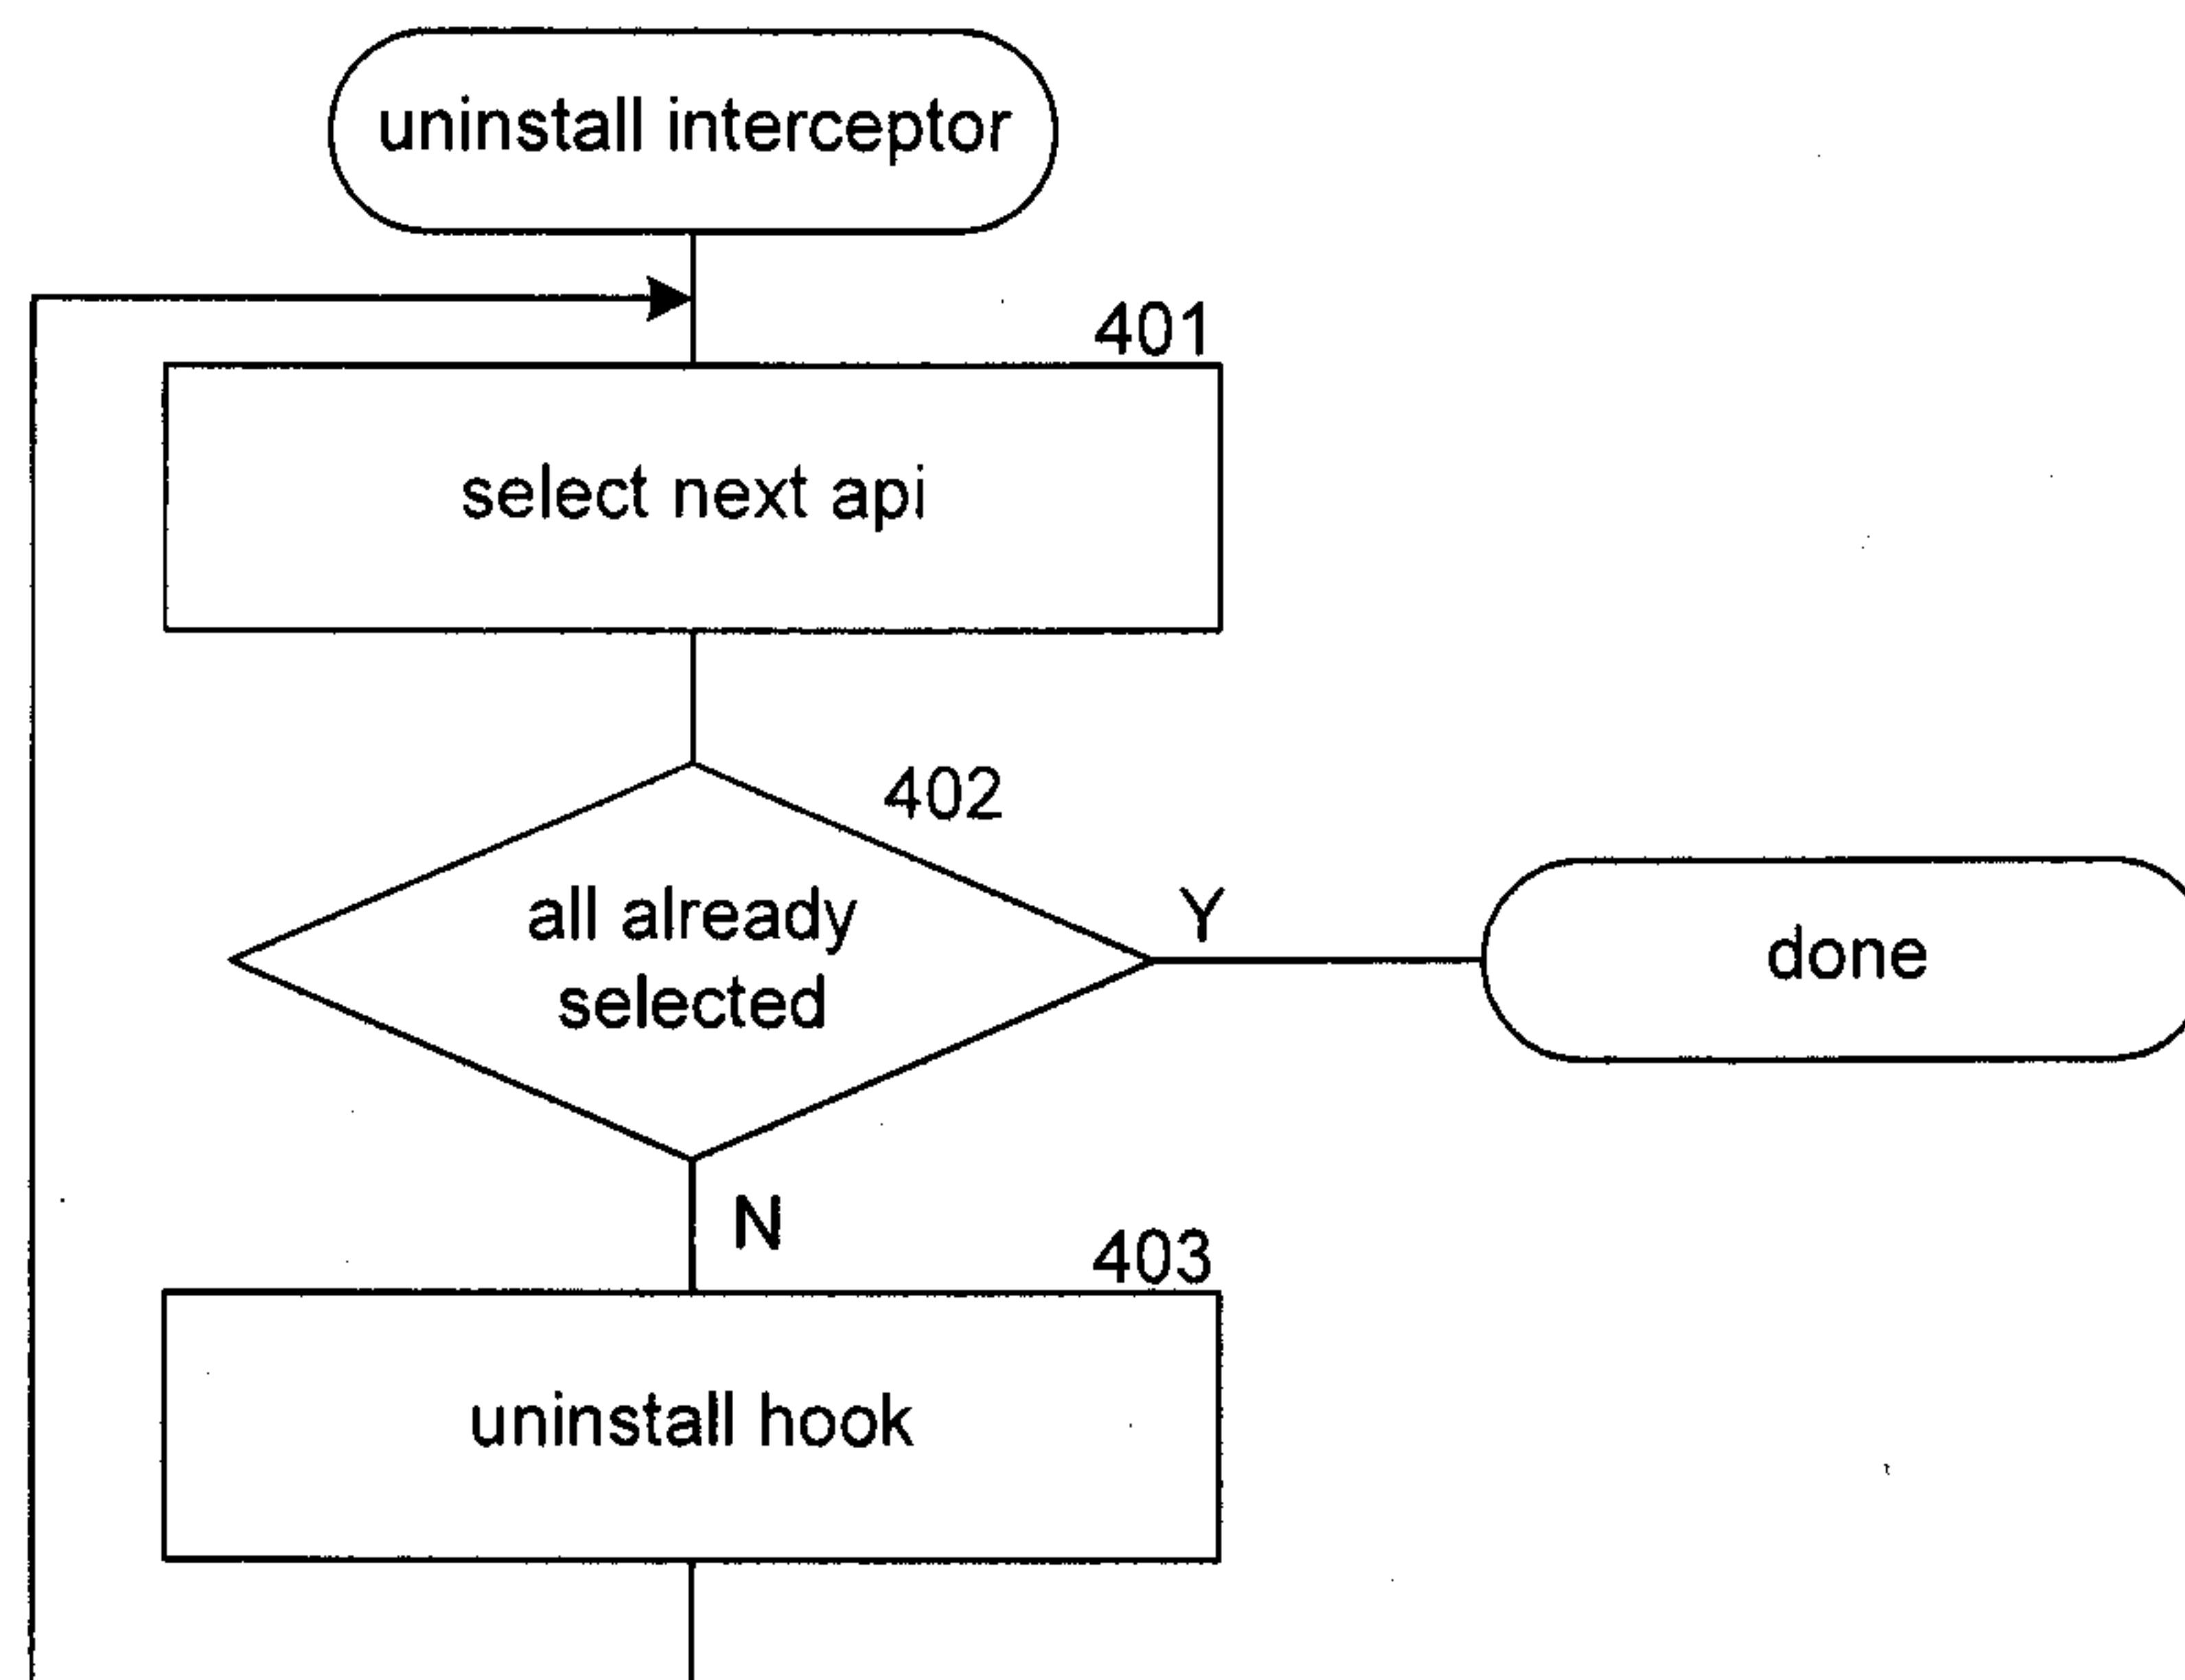 uninstall interceptor
401
select next api
402
all already
selected
Y
done
N
403
uninstall hook